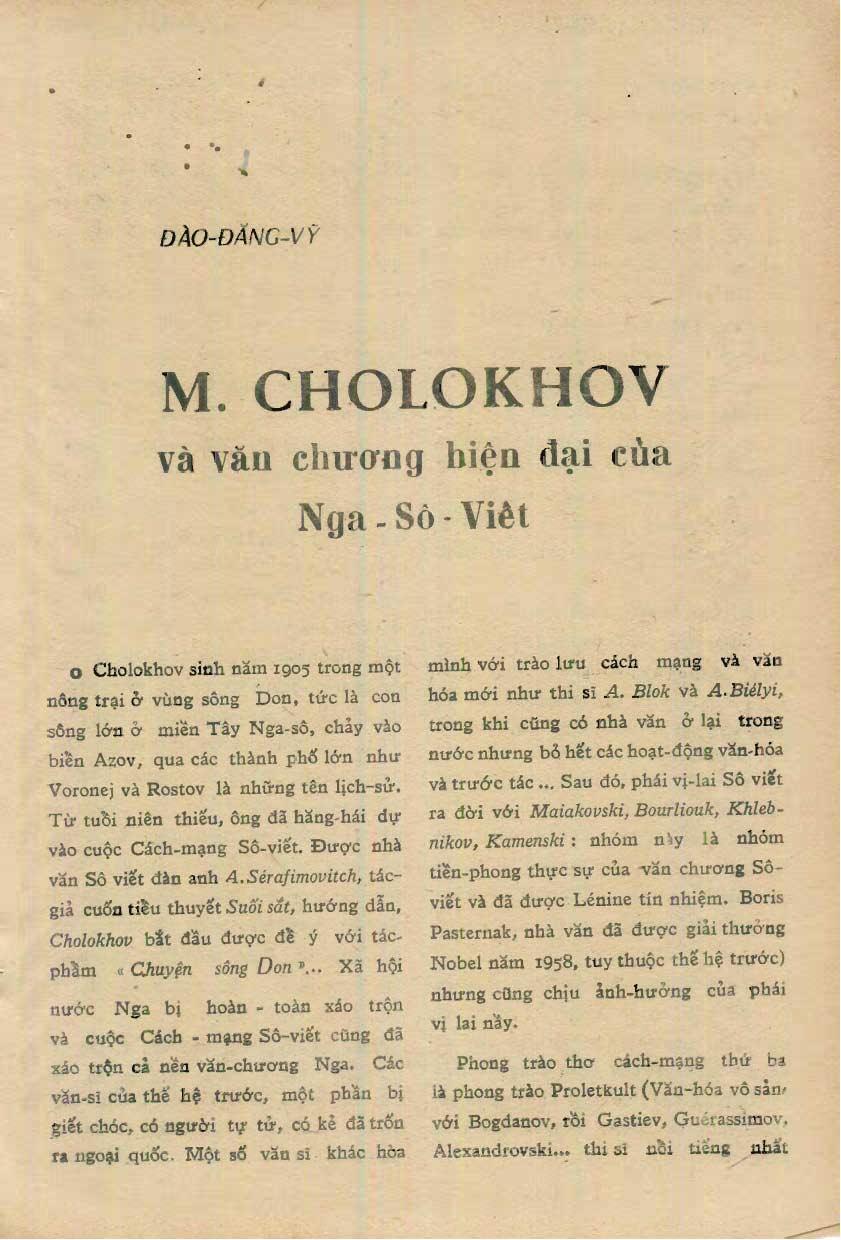 ĐÀO-ĐĂNG-VỸ
M. CHOLOKHOV
và văn chương hiện đại của
Nga - Sô - Viêt
o Cholokhov sinh năm 1905 trong một
nông trại ở vùng sông Don, tức là con
sông lớn ở miền Tây Nga-sô, chảy vào
biển Azov, qua các thành phố lớn như
Voronej và Rostov là những tên lịch-sử.
Từ tuổi niên thiếu, ông đã hăng-hái dự
vào cuộc Cách-mạng Sô-viết. Được nhà
văn Sô viết đàn anh A.Sérafimovitch, tác-
giả cuốn tiểu thuyết Suối sắt, hướng dẫn,
Cholokhov bắt đầu được để ý với tác-
phẩm « Chuyện sông Don »... Xã hội
nước Nga bị hoàn - toàn xáo trộn
và cuộc Cách - mạng Sô-viết cũng đã
xáo trộn cả nền văn-chương Nga. Các
văn-sĩ của thế hệ trước, một phần bị
giết chóc, có người tự tử, có kẻ đã trốn
ra ngoại quốc. Một số văn sĩ khác hòa
mình với trào lưu cách mạng và văn
hóa mới như thi sĩ A. Blok và A.Biélyi,
trong khi cũng có nhà văn ở lại trong
nước nhưng bỏ hết các hoạt-động văn-hóa
và trước tác ... Sau đó, phái vị-lai Sô viết
ra đời với Maiakovski, Bourliouk, Khleb-
nikov, Kamenski : nhóm này là nhóm
tiền-phong thực sự của văn chương Sô-
viết và đã được Lénine tín nhiệm. Boris
Pasternak, nhà văn đã được giải thưởng
Nobel năm 1958, tuy thuộc thế hệ trước)
nhưng cũng chịu ảnh-hưởng của phái
vị lai nầy.
Phong trào thơ cách-mạng thứ ba
là phong trào Proletkult (Văn-hóa vô sản,
với Bogdanov, rồi Gastiev, Guérassimov,
Alexandrovski... thi sĩ nổi tiếng nhất